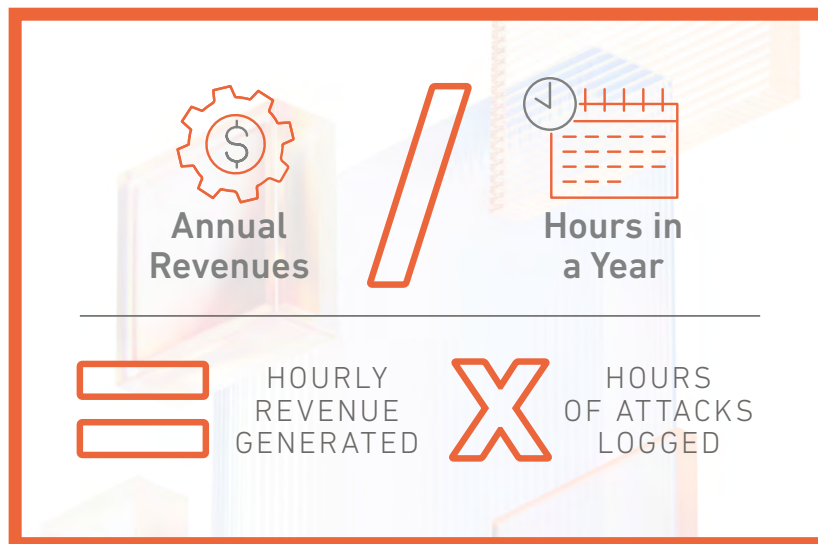 $
Annual
Revenues
/
Hours in
a Year
=
HOURLY
REVENUE
GENERATED
X
HOURS
OF ATTACKS
LOGGED